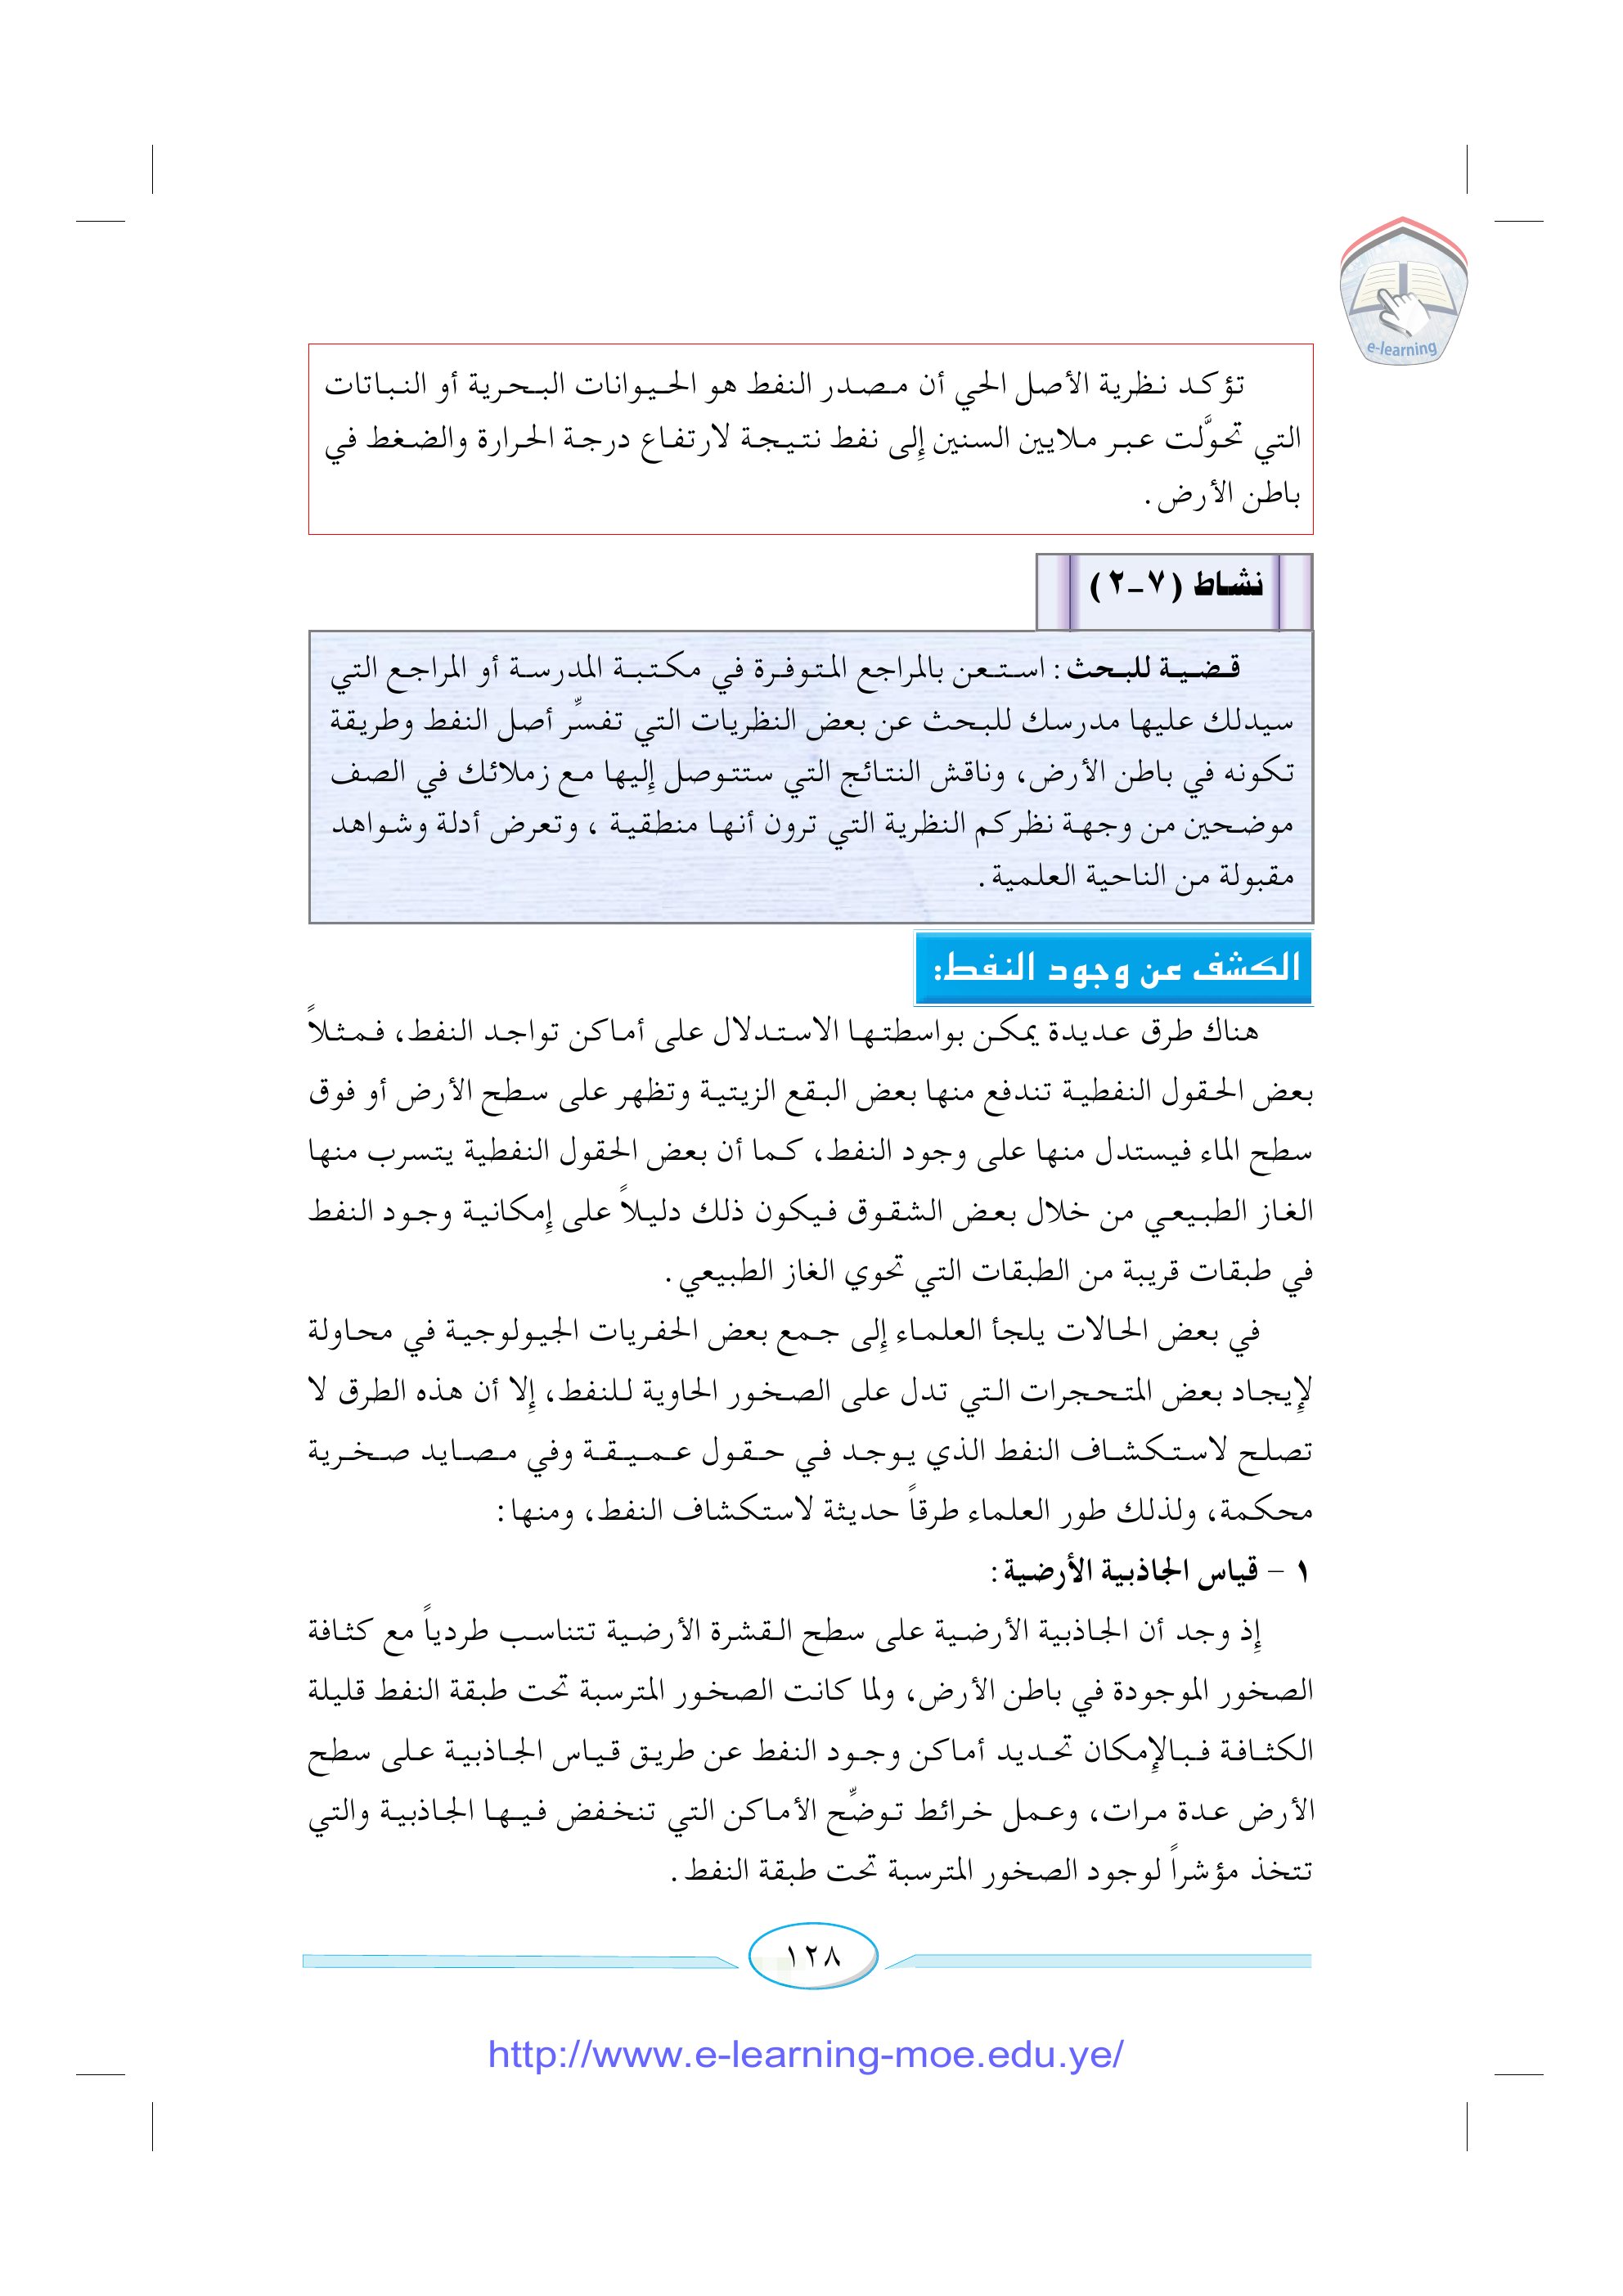 e-learning
تؤكد نظرية الأصل الحي أن مصدر النفط هو الحيوانات البحرية أو النباتات
التي تحوَّلت عبر ملايين السنين إِلى نفط نتيجة لارتفاع درجة الحرارة والضغط في
باطن الأرض .
نشاط (٧-٢)
قضية للبحث : استعن بالمراجع المتوفرة في مكتبة المدرسة أو المراجع التي
سيدلك عليها مدرسك للبحث عن بعض النظريات التي تفسِّر أصل النفط وطريقة
تكونه في باطن الأرض، وناقش النتائج التي ستتوصل إِليها مع زملائك في الصف
موضحين من وجهة نظركم النظرية التي ترون أنها منطقية ، وتعرض أدلة وشواهد
مقبولة من الناحية العلمية .
الكشف عن وجود النفط:
هناك طرق عديدة يمكن بواسطتها الاستدلال على أماكن تواجد النفط، فمثلاً
بعض الحقول النفطية تندفع منها بعض البقع الزيتية وتظهر على سطح الأرض أو فوق
سطح الماء فيستدل منها على وجود النفط، كما أن بعض الحقول النفطية يتسرب منها
الغاز الطبيعي من خلال بعض الشقوق فيكون ذلك دليلاً على إِمكانية وجود النفط
في طبقات قريبة من الطبقات التي تحوي الغاز الطبيعي .
في بعض الحالات يلجأ العلماء إِلى جمع بعض الحفريات الجيولوجية في محاولة
لإِيجاد بعض المتحجرات التي تدل على الصخور الحاوية للنفط، إِلا أن هذه الطرق لا
تصلح لاستكشاف النفط الذي يوجد في حقول عميقة وفي مصايد صخرية
محكمة، ولذلك طور العلماء طرقاً حديثة لاستكشاف النفط، ومنها :
١ – قياس الجاذبية الأرضية :
إِذ وجد أن الجاذبية الأرضية على سطح القشرة الأرضية تتناسب طردياً مع كثافة
الصخور الموجودة في باطن الأرض، ولما كانت الصخور المترسبة تحت طبقة النفط قليلة
الكثافة فبالإِمكان تحديد أماكن وجود النفط عن طريق قياس الجاذبية على سطح
الأرض عدة مرات، وعمل خرائط توضِّح الأماكن التي تنخفض فيها الجاذبية والتي
تتخذ مؤشراً لوجود الصخور المترسبة تحت طبقة النفط .
١٢٨
http://www.e-learning-moe.edu.ye/